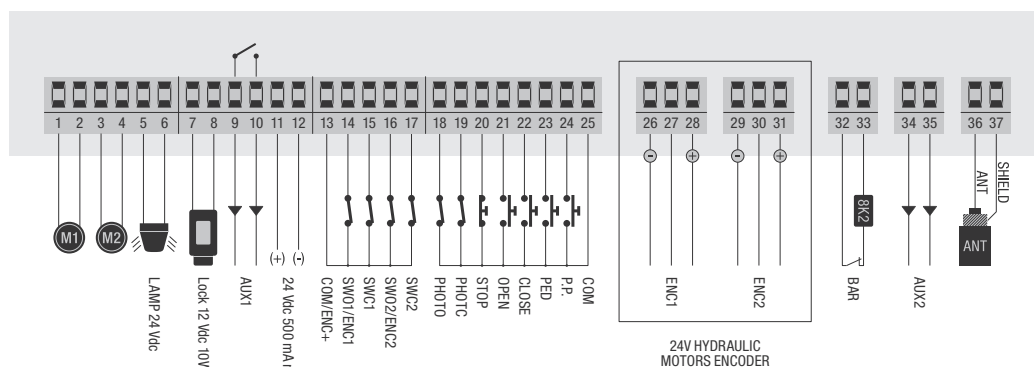 1 2 3 4 5 6 7 8 9 10 11 12 13 14 15 16 17 18 19 20 21 22 23 24 25 26 27 28 29 30 31 32 33 34 35 36 37
- + - +
M1
M2
LAMP 24 Vdc
Lock 12 Vdc 10W
AUX1
(+)
(-)
24 Vdc 500 mA
COM/ENC+
SWO1/ENC1
SWC1
SWO2/ENC2
SWC2
PHOTO
PHOTC
STOP
OPEN
CLOSE
PED
P.P.
COM
ENC1
ENC2
24V HYDRAULIC
MOTORS ENCODER
8K2
BAR
AUX2
ANT
SHIELD
ANT